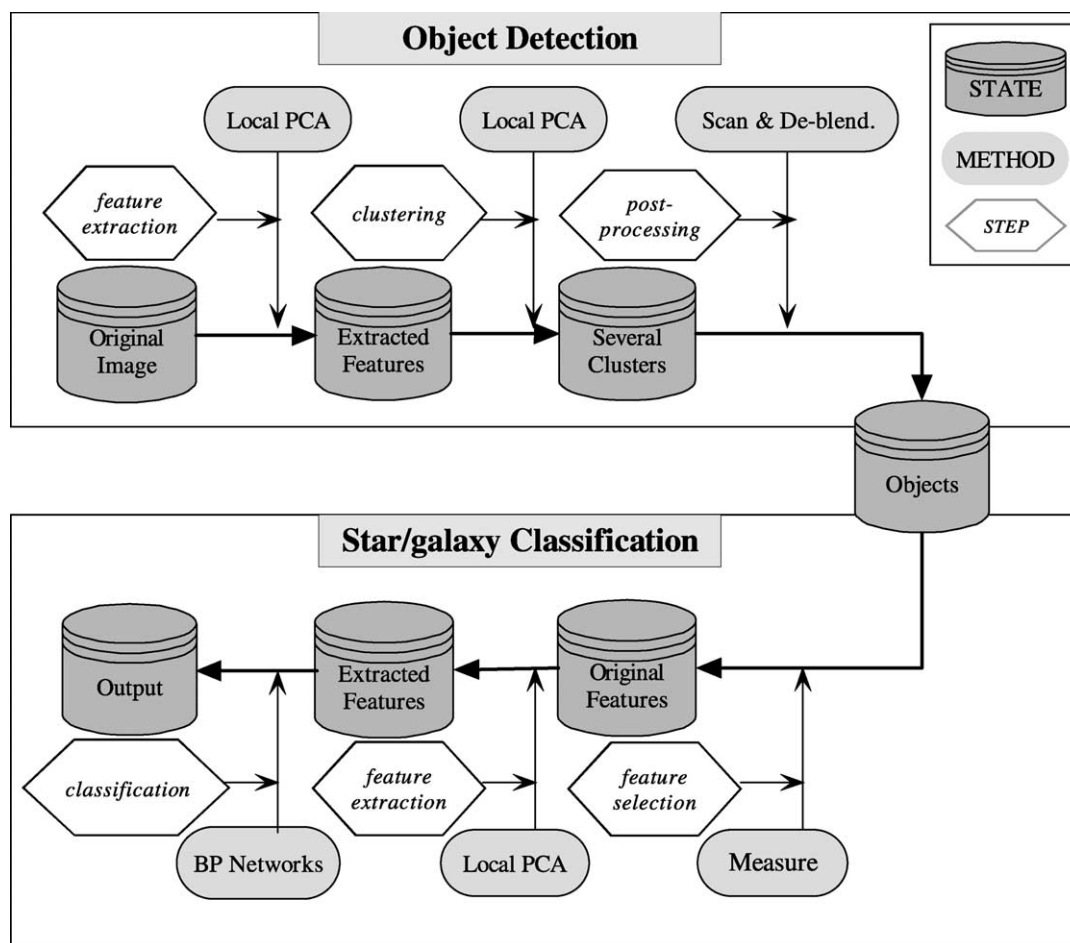 Object Detection
STATE
METHOD
STEP
Local PCA
Local PCA
Scan & De-blend.
feature
extraction
clustering
post-
processing
Original
Image
Extracted
Features
Several
Clusters
Objects
Star/galaxy Classification
Output
Extracted
Features
Original
Features
classification
feature
extraction
feature
selection
BP Networks
Local PCA
Measure